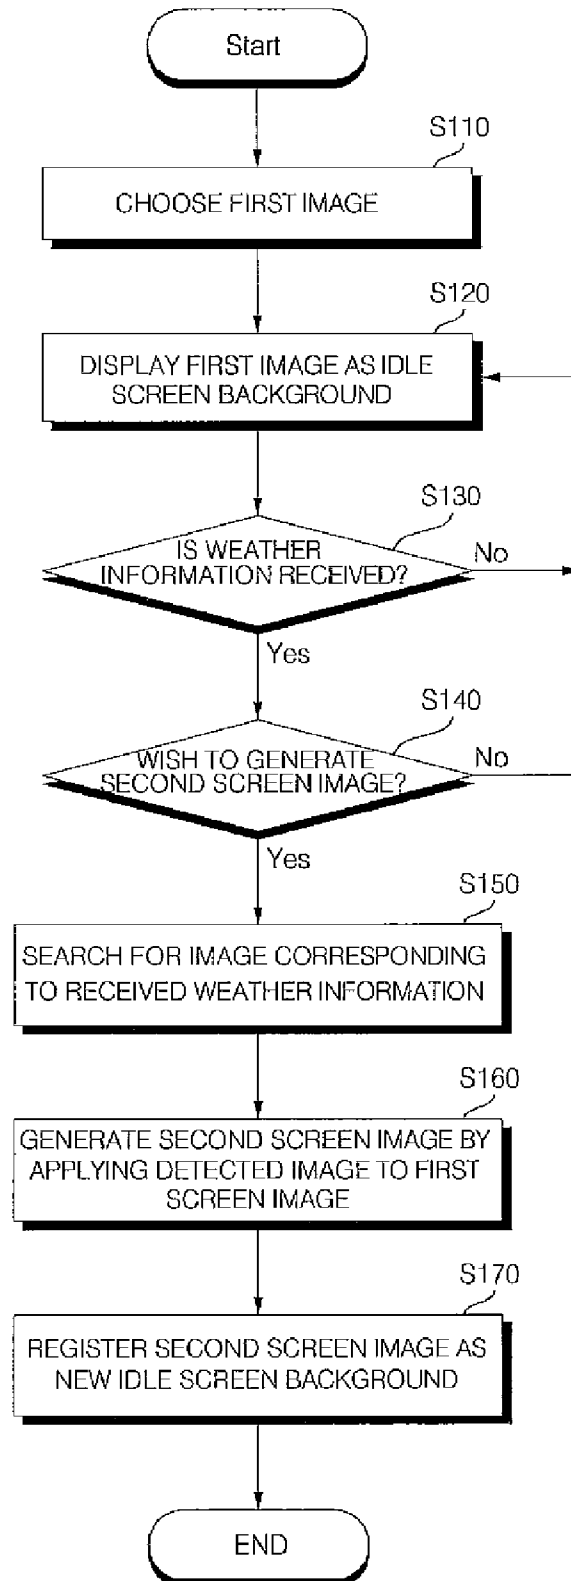 Start
S110
CHOOSE FIRST IMAGE
S120
DISPLAY FIRST IMAGE AS IDLE
SCREEN BACKGROUND
S130
IS WEATHER
INFORMATION RECEIVED?
No
Yes
S140
WISH TO GENERATE
SECOND SCREEN IMAGE?
No
Yes
S150
SEARCH FOR IMAGE CORRESPONDING
TO RECEIVED WEATHER INFORMATION
S160
GENERATE SECOND SCREEN IMAGE BY
APPLYING DETECTED IMAGE TO FIRST
SCREEN IMAGE
S170
REGISTER SECOND SCREEN IMAGE AS
NEW IDLE SCREEN BACKGROUND
END